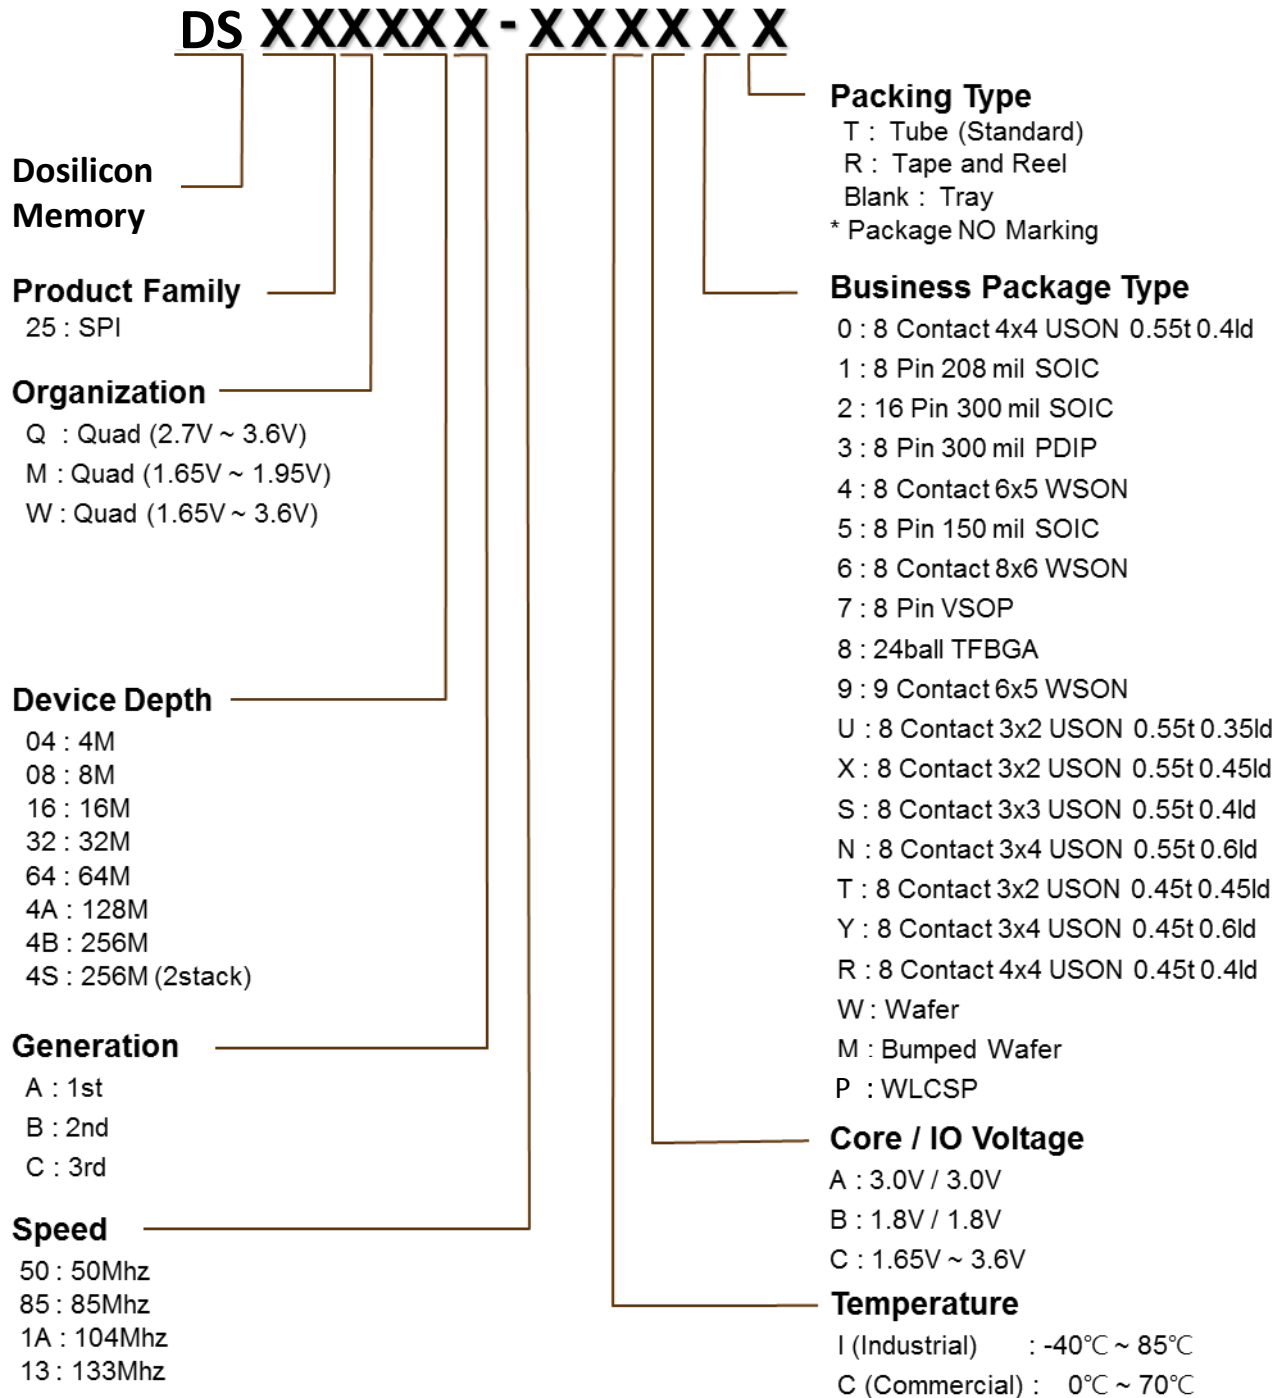 DS XXXXXX-XXXXXX
Dosilicon
Memory
Product Family
25 : SPI
Organization
Q : Quad (2.7V ~ 3.6V)
M : Quad (1.65V ~ 1.95V)
W : Quad (1.65V ~ 3.6V)
Device Depth
04 : 4M
08 : 8M
16 : 16M
32 : 32M
64 : 64M
4A : 128M
4B : 256M
4S : 256M (2stack)
Generation
A : 1st
B : 2nd
C : 3rd
Speed
50 : 50Mhz
85 : 85Mhz
1A : 104Mhz
13 : 133Mhz
Packing Type
T : Tube (Standard)
R : Tape and Reel
Blank : Tray
* Package NO Marking
Business Package Type
0 : 8 Contact 4x4 USON 0.55t 0.4ld
1 : 8 Pin 208 mil SOIC
2 : 16 Pin 300 mil SOIC
3 : 8 Pin 300 mil PDIP
4 : 8 Contact 6x5 WSON
5 : 8 Pin 150 mil SOIC
6 : 8 Contact 8x6 WSON
7 : 8 Pin VSOP
8 : 24ball TFBGA
9 : 9 Contact 6x5 WSON
U : 8 Contact 3x2 USON 0.55t 0.35ld
X : 8 Contact 3x2 USON 0.55t 0.45ld
S : 8 Contact 3x3 USON 0.55t 0.4ld
N : 8 Contact 3x4 USON 0.55t 0.6ld
T : 8 Contact 3x2 USON 0.45t 0.45ld
Y : 8 Contact 3x4 USON 0.45t 0.6ld
R : 8 Contact 4x4 USON 0.45t 0.4ld
W : Wafer
M : Bumped Wafer
P : WLCSP
Core / IO Voltage
A : 3.0V / 3.0V
B : 1.8V / 1.8V
C : 1.65V ~ 3.6V
Temperature
I (Industrial) : -40℃ ~ 85℃
C (Commercial) : 0℃ ~ 70℃